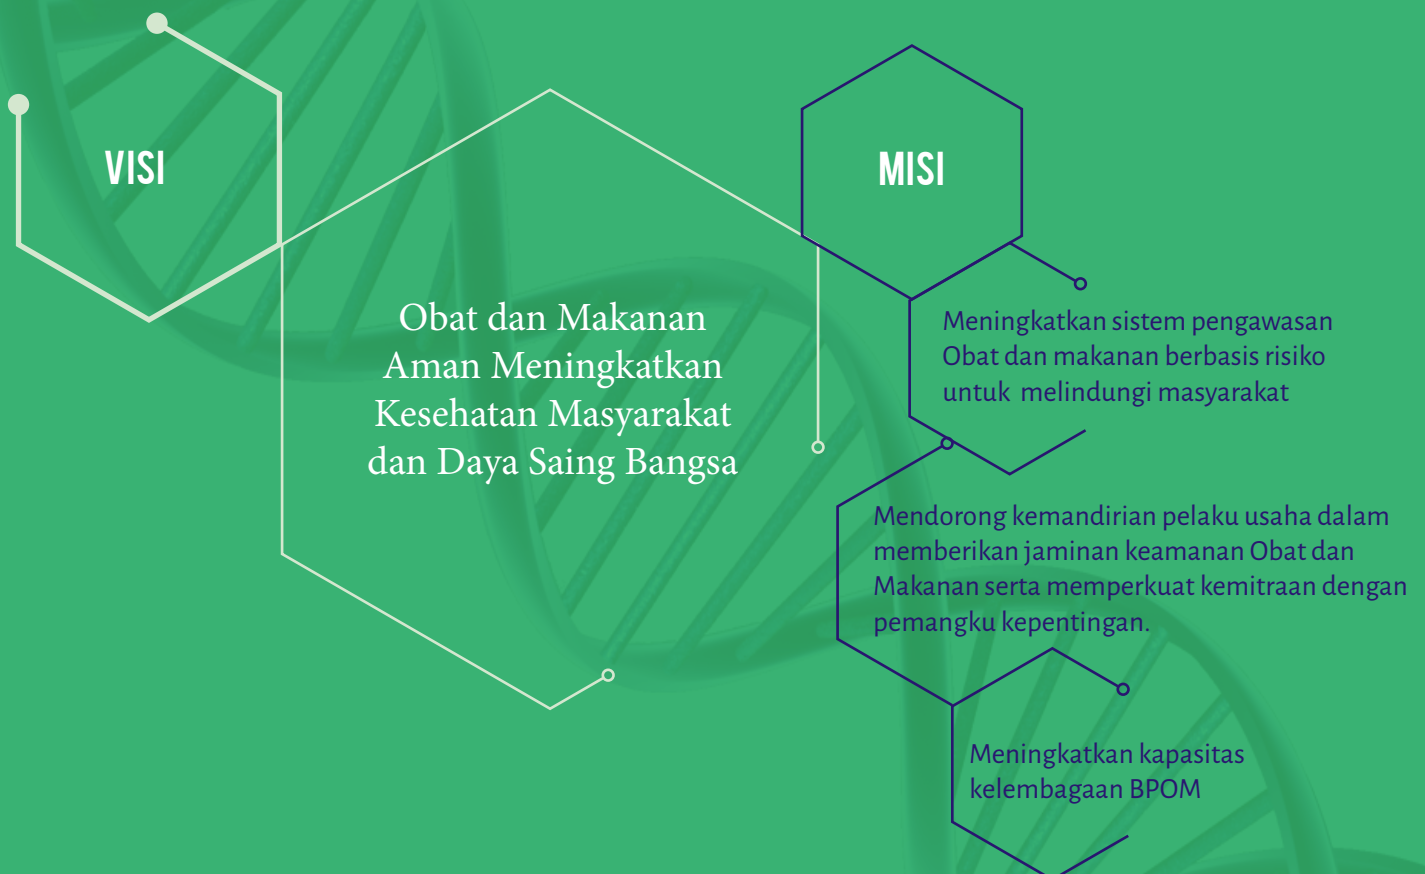 VISI
Obat dan Makanan
Aman Meningkatkan
Kesehatan Masyarakat
dan Daya Saing Bangsa
MISI
Meningkatkan sistem pengawasan
Obat dan makanan berbasis risiko
untuk melindungi masyarakat
Mendorong kemandirian pelaku usaha dalam
memberikan jaminan keamanan Obat dan
Makanan serta memperkuat kemitraan dengan
pemangku kepentingan.
Meningkatkan kapasitas
kelembagaan BPOM